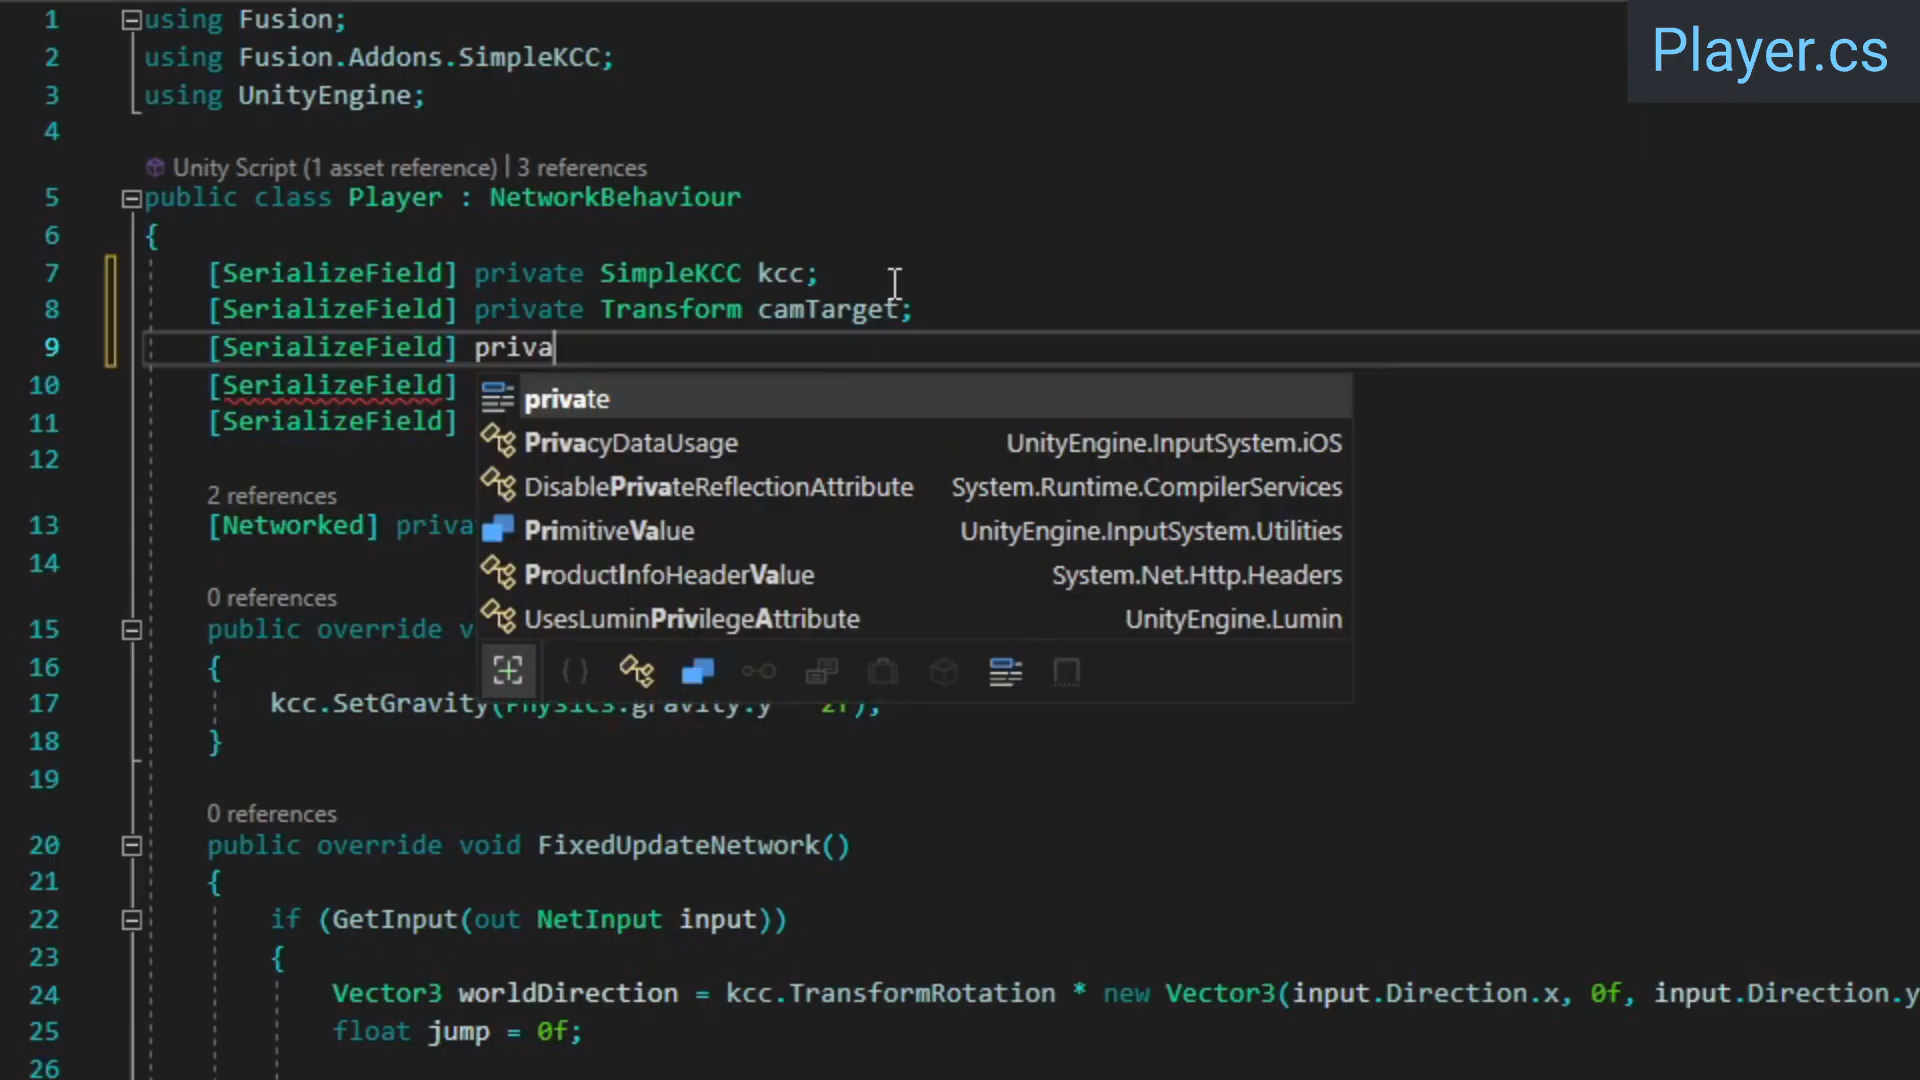 Player.cs
1 using Fusion;
2 using Fusion.Addons.SimpleKCC;
3 using UnityEngine;
4
Unity Script (1 asset reference) | 3 references
5 public class Player : NetworkBehaviour
6 {
7 [SerializeField] private SimpleKCC kcc;
8 [SerializeField] private Transform camTarget;
9 [SerializeField] priva
10 [SerializeField]
11 [SerializeField]
12
private
PrivacyDataUsage UnityEngine.InputSystem.iOS
DisablePrivateReflectionAttribute System.Runtime.CompilerServices
PrimitiveValue UnityEngine.InputSystem.Utilities
ProductInfoHeaderValue System.Net.Http.Headers
UsesLuminPrivilegeAttribute UnityEngine.Lumin
2 references
13 [Networked] priva
14
0 references
15 public override v
16 {
17 kcc.SetGravity(Physics.gravity.y 2f);
18 }
19
0 references
20 public override void FixedUpdateNetwork()
21 {
22 if (GetInput(out NetInput input))
23 {
24 Vector3 worldDirection = kcc.TransformRotation * new Vector3(input.Direction.x, 0f, input.Direction.y
25 float jump = 0f;
26